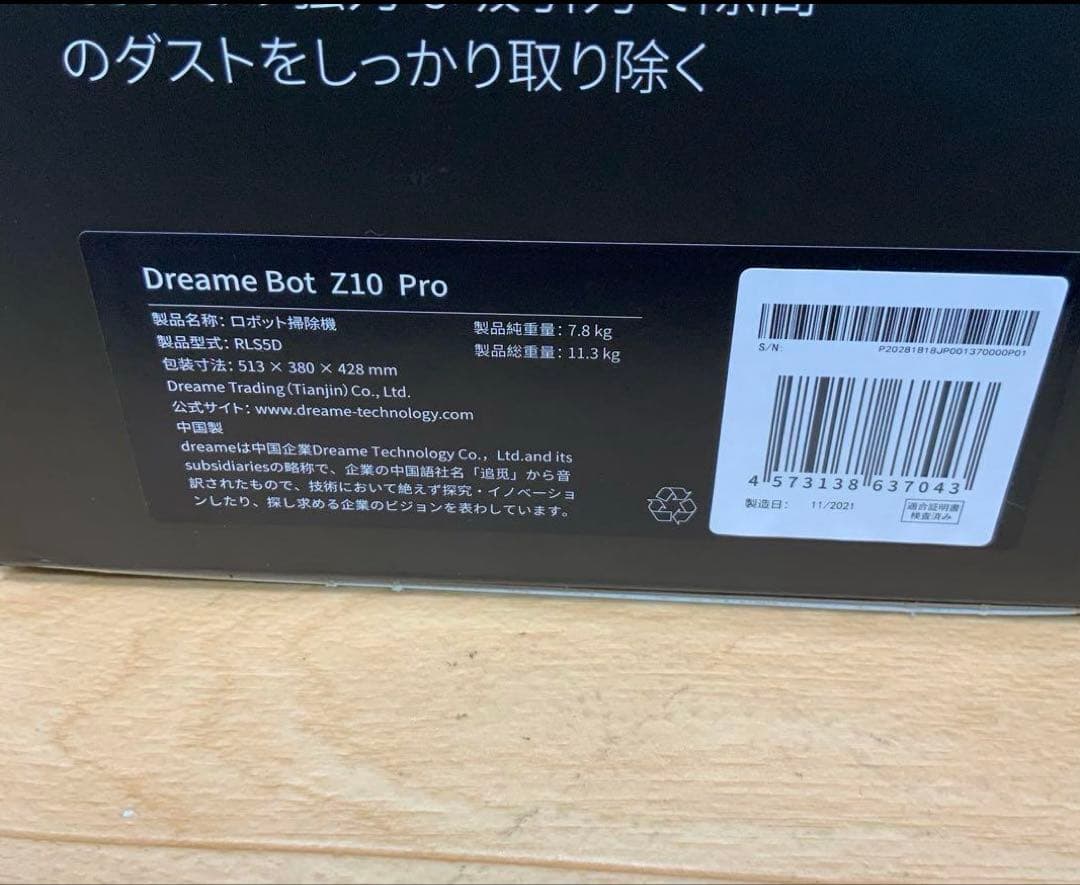 のダストをしっかり取り除く
Dreame Bot Z10 Pro
製品名称：ロボット掃除機
製品型式：RLS5D
包装寸法：513 × 380 × 428 mm
Dreame Trading (Tianjin) Co., Ltd.
公式サイト：www.dreame-technology.com
中国製
dreameは中国企業Dreame Technology Co., Ltd.and its
subsidiariesの略称で、企業の中国語社名「追觅」から音
訳されたもので、技術において絶えず探究・イノベーショ
ンしたり、探し求める企業のビジョンを表わしています。
製品純重量：7.8 kg
製品総重量：11.3 kg
S/N: P20281818JP001370000P01
4 573138 637043
製造日： 11/2021
適合証明書
検査済み